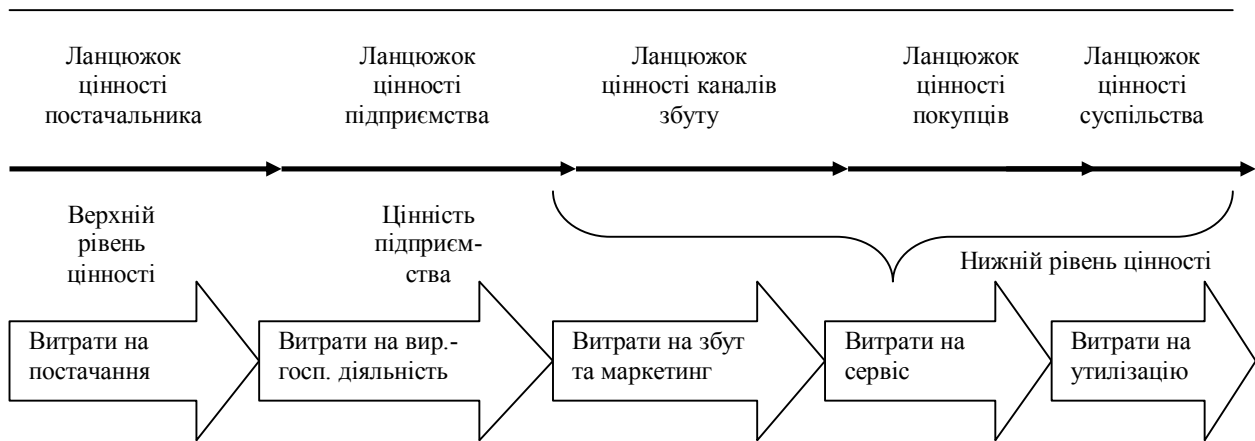 Ланцюжок
цінності
постачальника
Ланцюжок
цінності
підприємства
Ланцюжок
цінності каналів
збуту
Ланцюжок
цінності
покупців
Ланцюжок
цінності
суспільства
Верхній
рівень
цінності
Цінність
підприєм-
ства
Нижній рівень цінності
Витрати на
постачання
Витрати на вир.-
госп. діяльність
Витрати на збут
та маркетинг
Витрати на
сервіс
Витрати на
утилізацію